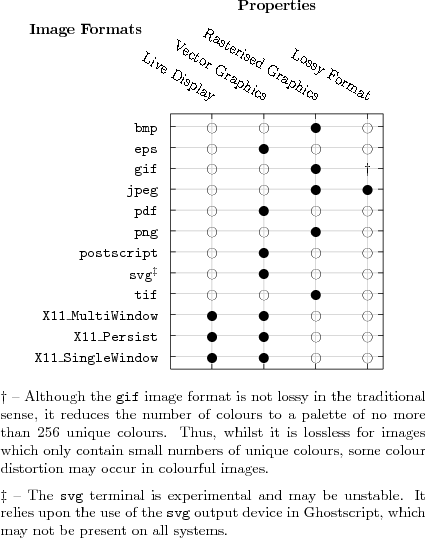 Properties
Image Formats
Live Display
Vector Graphics
Rasterised Graphics
Lossy Format
bmp
eps
gif †
jpeg
pdf
png
postscript
svg‡
tif
X11_MultiWindow
X11_Persist
X11_SingleWindow
† – Although the gif image format is not lossy in the traditional
sense, it reduces the number of colours to a palette of no more
than 256 unique colours. Thus, whilst it is lossless for images
which only contain small numbers of unique colours, some colour
distortion may occur in colourful images.
‡ – The svg terminal is experimental and may be unstable. It
relies upon the use of the svg output device in Ghostscript, which
may not be present on all systems.